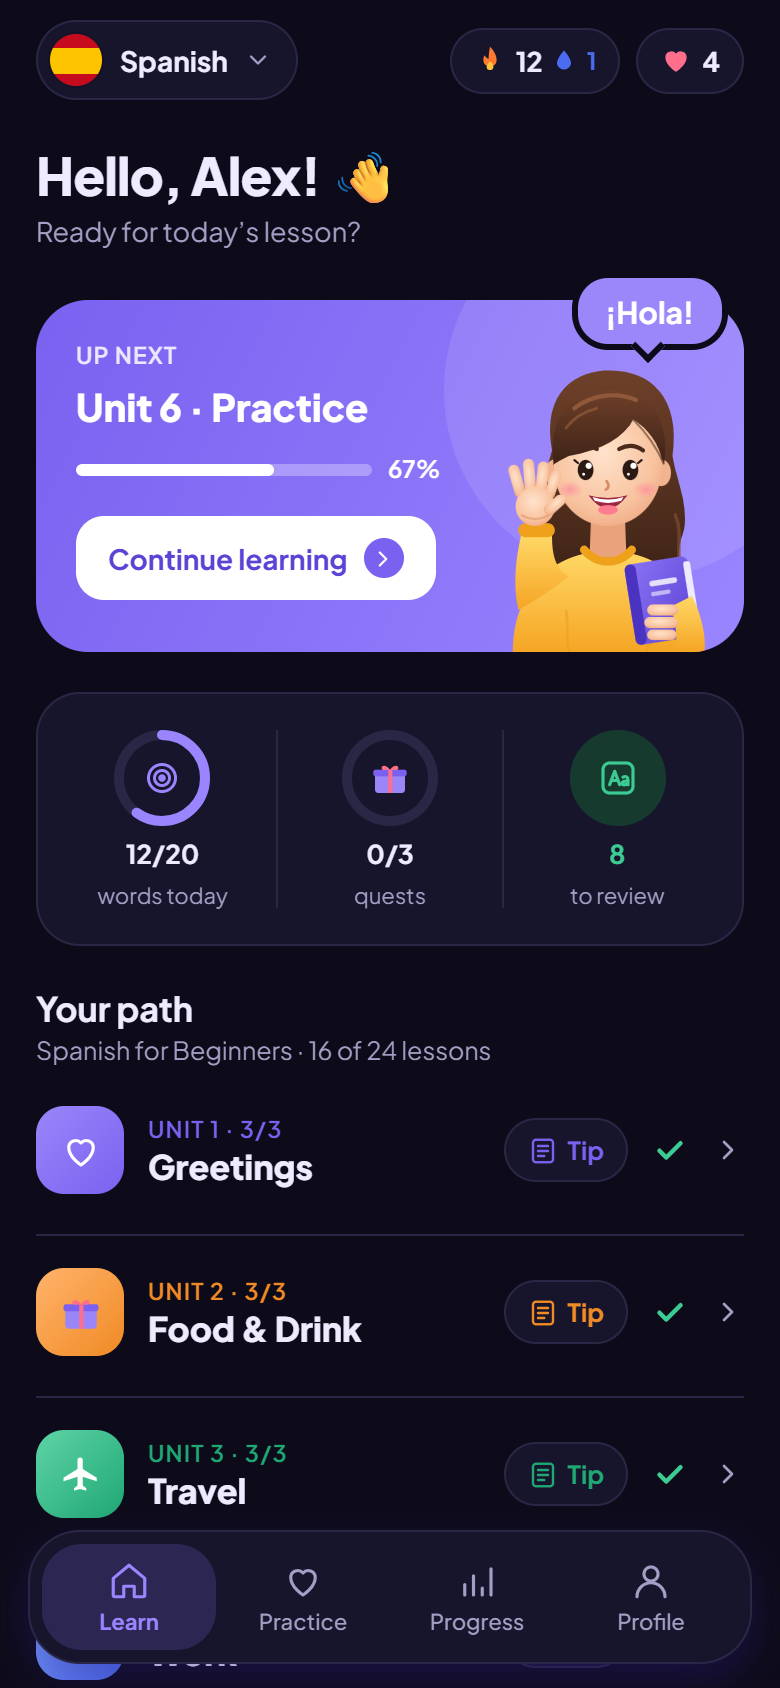 Spanish
12 1
4
Hello, Alex!
Ready for today’s lesson?
¡Hola!
UP NEXT
Unit 6 · Practice
67%
Continue learning
12/20
words today
0/3
quests
Aa
8
to review
Your path
Spanish for Beginners · 16 of 24 lessons
UNIT 1 · 3/3
Greetings
Tip
UNIT 2 · 3/3
Food & Drink
Tip
UNIT 3 · 3/3
Travel
Tip
Learn
Practice
Progress
Profile